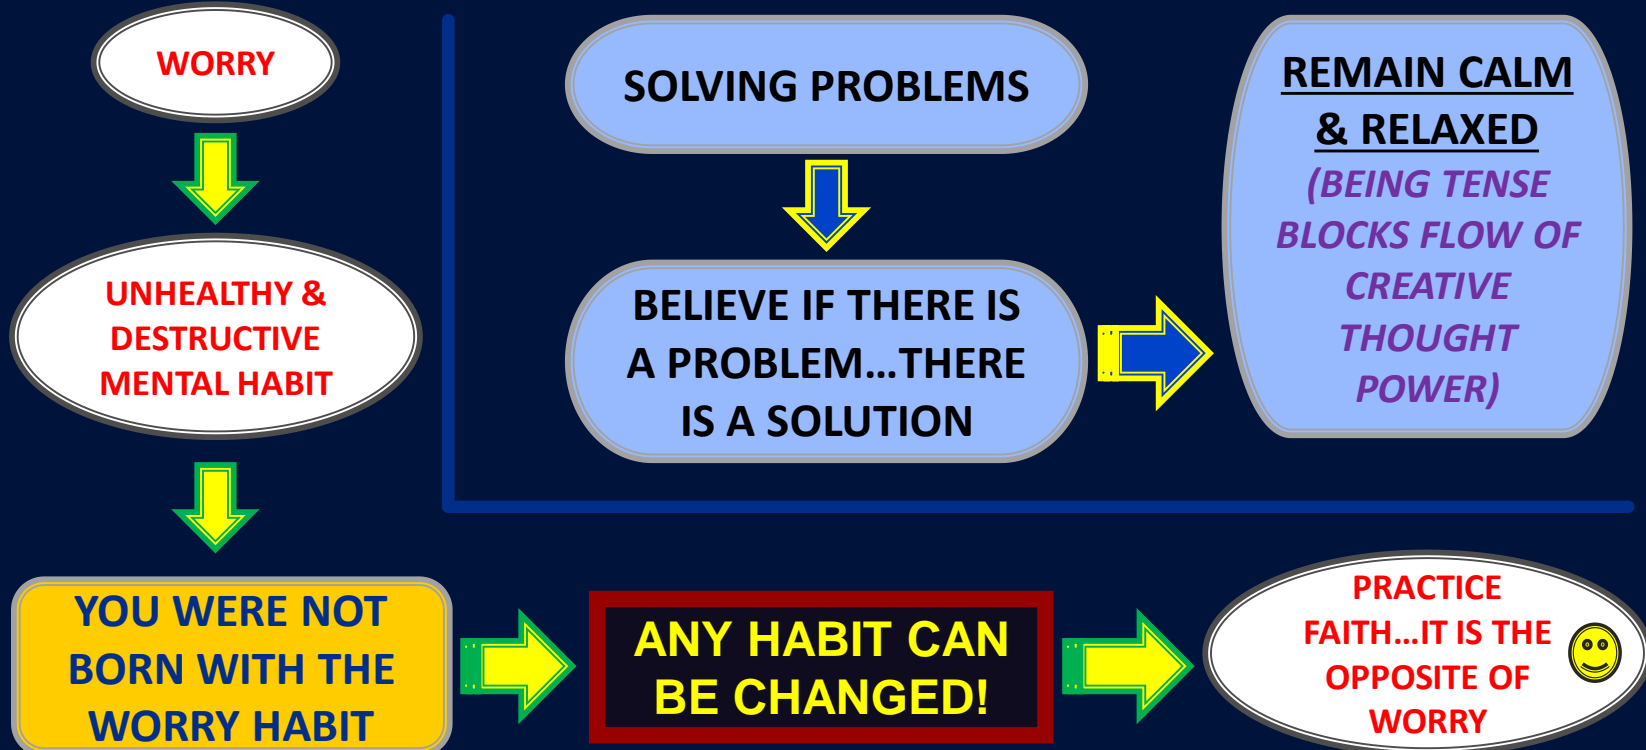 WORRY
UNHEALTHY &
DESTRUCTIVE
MENTAL HABIT
SOLVING PROBLEMS
BELIEVE IF THERE IS
A PROBLEM...THERE
IS A SOLUTION
REMAIN CALM
& RELAXED
(BEING TENSE
BLOCKS FLOW OF
CREATIVE
THOUGHT
POWER)
YOU WERE NOT
BORN WITH THE
WORRY HABIT
ANY HABIT CAN
BE CHANGED!
PRACTICE
FAITH...IT IS THE
OPPOSITE OF
WORRY